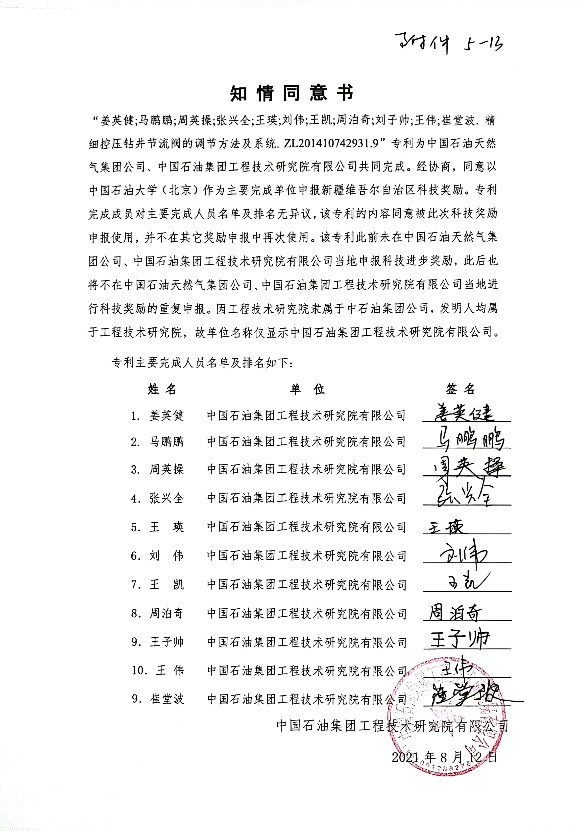 附件 5-13
知情同意书
“姜英健;马鹏鹏;周英操;张兴全;王瑛;刘伟;王凯;周泊奇;刘子帅;王伟;崔堂波. 精
细控压钻井节流阀的调节方法及系统. ZL201410742931.9”专利为中国石油天然
气集团公司、中国石油集团工程技术研究院有限公司共同完成。经协商，同意以
中国石油大学（北京）作为主要完成单位申报新疆维吾尔自治区科技奖励。专利
完成成员对主要完成人员名单及排名无异议，该专利的内容同意被此次科技奖励
申报使用，并不在其它奖励申报中再次使用。该专利此前未在中国石油天然气集
团公司、中国石油集团工程技术研究院有限公司当地申报科技进步奖励，此后也
将不在中国石油天然气集团公司、中国石油集团工程技术研究院有限公司当地进
行科技奖励的重复申报。因工程技术研究院隶属于中石油集团公司，发明人均属
于工程技术研究院，故单位名称仅显示中国石油集团工程技术研究院有限公司。
专利主要完成人员名单及排名如下：
姓 名 单 位 签 名
1. 姜英健 中国石油集团工程技术研究院有限公司 姜英健
2. 马鹏鹏 中国石油集团工程技术研究院有限公司 马鹏鹏
3. 周英操 中国石油集团工程技术研究院有限公司 周英操
4. 张兴全 中国石油集团工程技术研究院有限公司 张兴全
5. 王 瑛 中国石油集团工程技术研究院有限公司 王瑛
6. 刘 伟 中国石油集团工程技术研究院有限公司 刘伟
7. 王 凯 中国石油集团工程技术研究院有限公司 王凯
8. 周泊奇 中国石油集团工程技术研究院有限公司 周泊奇
9. 王子帅 中国石油集团工程技术研究院有限公司 王子帅
10. 王 伟 中国石油集团工程技术研究院有限公司 王伟
9. 崔堂波 中国石油集团工程技术研究院有限公司 崔堂波
中国石油集团工程技术研究院有限公司
2021 年 8 月 12 日